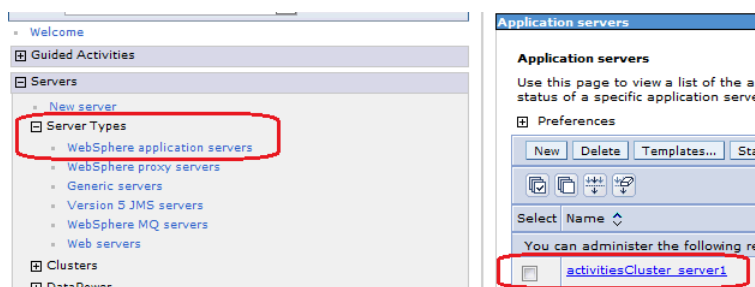 Welcome
Guided Activities
Servers
New server
Server Types
WebSphere application servers
WebSphere proxy servers
Generic servers
Version 5 JMS servers
WebSphere MQ servers
Web servers
Clusters
DataPower
Application servers
Application servers
Use this page to view a list of the
status of a specific application
Preferences
New Delete Templates...
Select Name
You can administer the following
activitiesCluster_server1